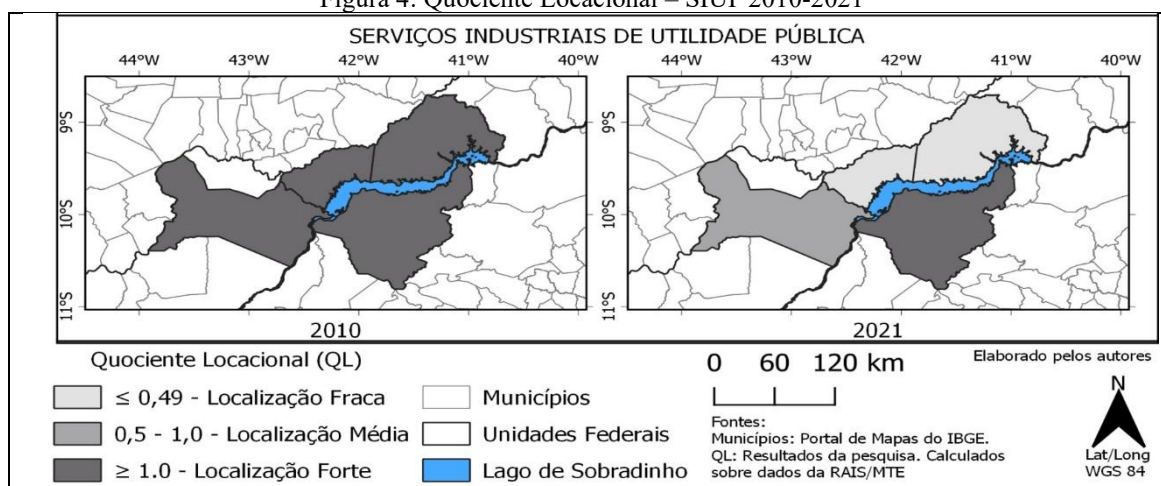 Figura 4: Quociente Locacional – SIUP 2010-2021
SERVIÇOS INDUSTRIAIS DE UTILIDADE PÚBLICA
44°W 43°W 42°W 41°W 40°W 44°W 43°W 42°W 41°W 40°W
9°S 9°S
10°S 10°S
11°S 11°S
2010 2021
Quociente Locacional (QL)
≤ 0,49 - Localização Fraca
0,5 - 1,0 - Localização Média
≥ 1.0 - Localização Forte
Municípios
Unidades Federais
Lago de Sobradinho
0 60 120 km
Fontes:
Municípios: Portal de Mapas do IBGE.
QL: Resultados da pesquisa. Calculados
sobre dados da RAIS/MTE
Elaborado pelos autores
N
Lat/Long
WGS 84